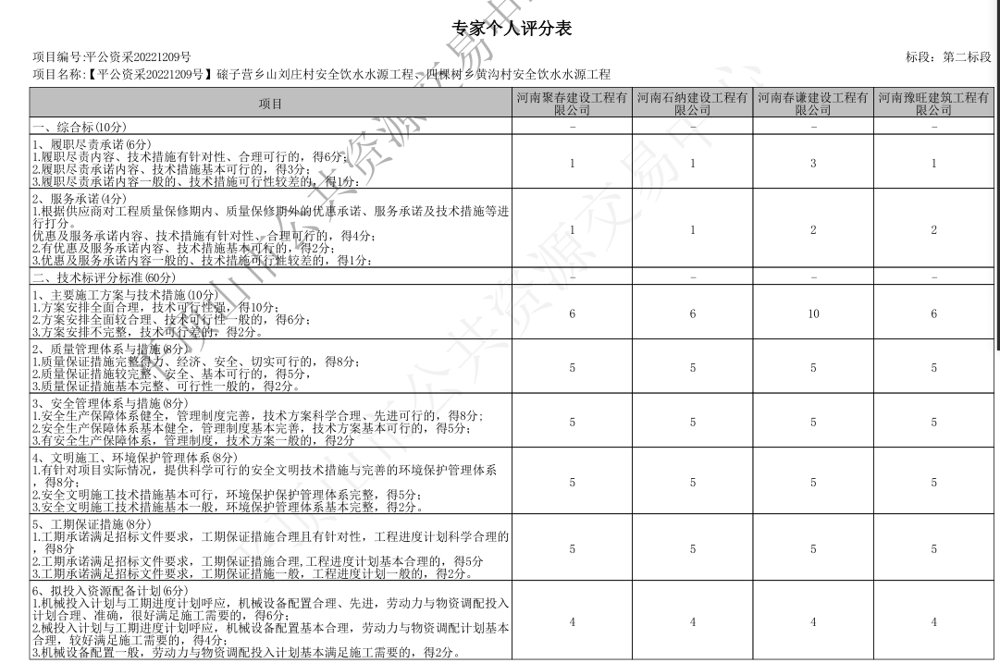 专家个人评分表
项目编号:平公资采20221209号
标段：第二标段
项目名称:【平公资采20221209号】磙子营乡山刘庄村安全饮水水源工程、四棵树乡黄沟村安全饮水水源工程
项目 河南聚春建设工程有限公司 河南石纳建设工程有限公司 河南春谦建设工程有限公司 河南豫旺建筑工程有限公司
一、综合标(10分) － － － －
1、履职尽责承诺(6分)
1.履职尽责内容、技术措施有针对性、合理可行的，得6分；
2.履职尽责承诺内容、技术措施基本可行的，得3分；
3.履职尽责承诺内容一般的、技术措施可行性较差的，得1分：
1 1 3 1
2、服务承诺(4分)
1.根据供应商对工程质量保修期内、质量保修期外的优惠承诺、服务承诺及技术措施等进
行打分。
优惠及服务承诺内容、技术措施有针对性、合理可行的，得4分；
2.有优惠及服务承诺内容、技术措施基本可行的，得2分；
3.优惠及服务承诺内容一般的、技术措施可行性较差的，得1分：
1 1 2 2
二、技术标评分标准(60分) － － － －
1、主要施工方案与技术措施(10分)
1.方案安排全面合理，技术可行性强，得10分；
2.方案安排全面较合理、技术可行性一般的，得6分；
3.方案安排不完整，技术可行差的，得2分。
6 6 10 6
2、质量管理体系与措施(8分)
1.质量保证措施完整得力、经济、安全、切实可行的，得8分；
2.质量保证措施较完整、安全、基本可行的，得5分，
3.质量保证措施基本完整、可行性一般的，得2分。
5 5 5 5
3、安全管理体系与措施(8分)
1.安全生产保障体系健全，管理制度完善，技术方案科学合理、先进可行的，得8分；
2.安全生产保障体系基本健全，管理制度基本完善，技术方案基本可行的，得5分；
3.有安全生产保障体系，管理制度，技术方案一般的，得2分
5 5 5 5
4、文明施工、环境保护管理体系(8分)
1.有针对项目实际情况，提供科学可行的安全文明技术措施与完善的环境保护管理体系
，得8分；
2.安全文明施工技术措施基本可行，环境保护保护管理体系完整，得5分；
3.安全文明施工技术措施基本一般，环境保护管理体系基本完整，得2分。
5 5 5 5
5、工期保证措施(8分)
1.工期承诺满足招标文件要求，工期保证措施合理且有针对性，工程进度计划科学合理的
，得8分
2.工期承诺满足招标文件要求，工期保证措施合理,工程进度计划基本合理的，得5分
3.工期承诺满足招标文件要求，工期保证措施一般，工程进度计划一般的，得2分。
5 5 5 5
6、拟投入资源配备计划(6分)
1.机械投入计划与工期进度计划呼应，机械设备配置合理、先进，劳动力与物资调配投入
计划合理、准确，很好满足施工需要的，得6分；
2.械投入计划与工期进度计划呼应，机械设备配置基本合理，劳动力与物资调配计划基本
合理，较好满足施工需要的，得4分；
3.机械设备配置一般，劳动力与物资调配投入计划基本满足施工需要的，得2分。
4 4 4 4
平顶山市公共资源交易中心
平顶山市公共资源交易中心